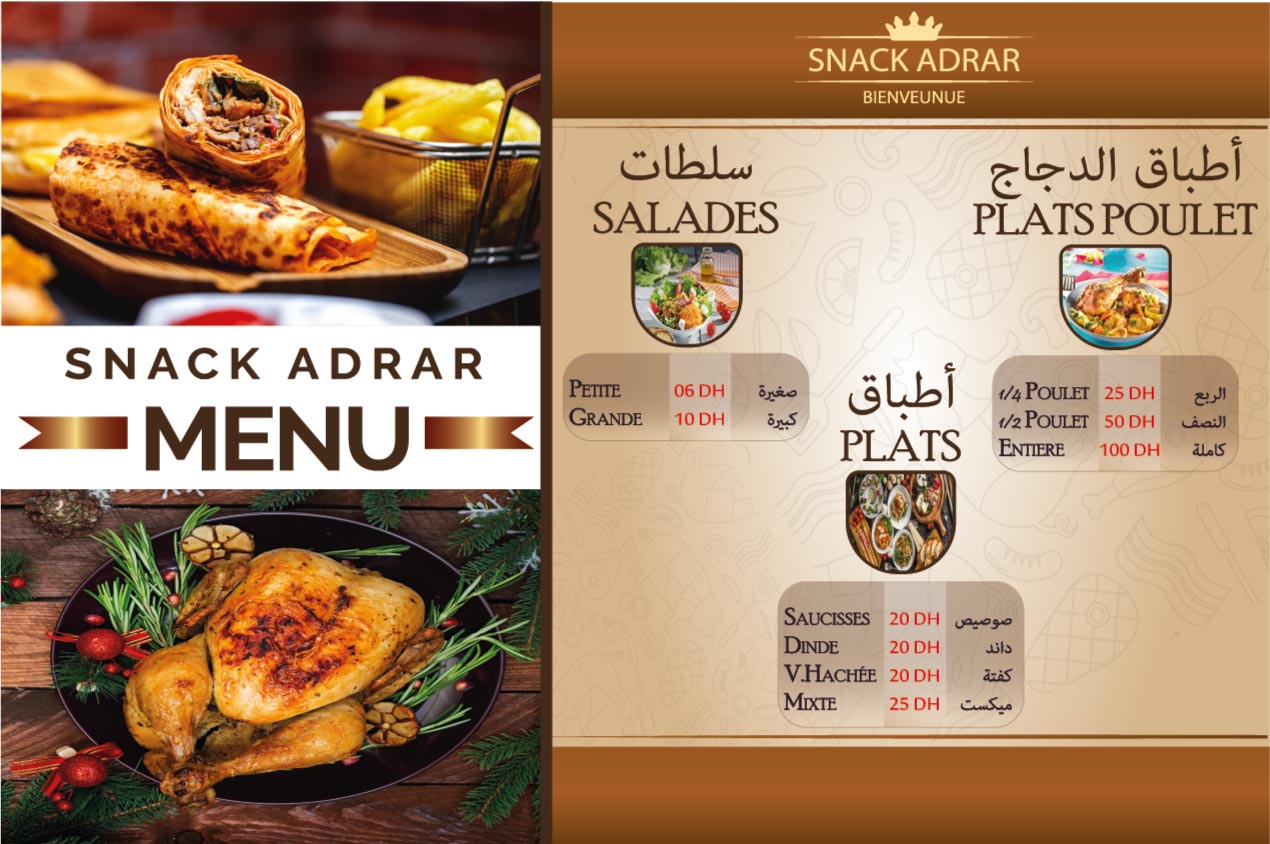 SNACK ADRAR
MENU
SNACK ADRAR
BIENVEUNUE
سلطات
SALADES
PETITE 06 DH صغيرة
GRANDE 10 DH كبيرة
أطباق
PLATS
SAUCISSES 20 DH صوصيص
DINDE 20 DH داند
V.HACHÉE 20 DH كفتة
MIXTE 25 DH ميكست
أطباق الدجاج
PLATS POULET
1/4 POULET 25 DH الربع
1/2 POULET 50 DH النصف
ENTIERE 100 DH كاملة